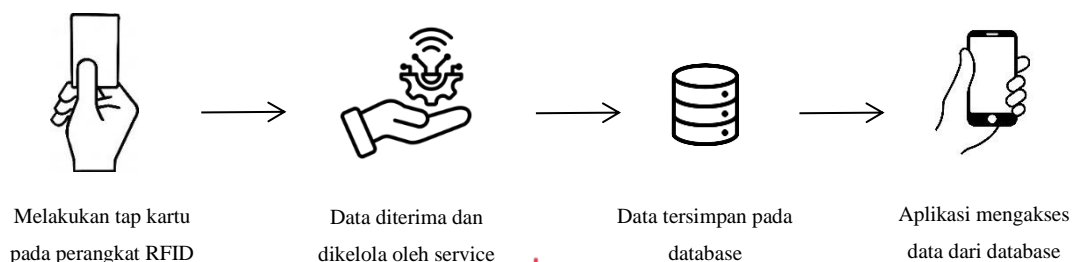 Melakukan tap kartu
pada perangkat RFID
Data diterima dan
dikelola oleh service
Data tersimpan pada
database
Aplikasi mengakses
data dari database